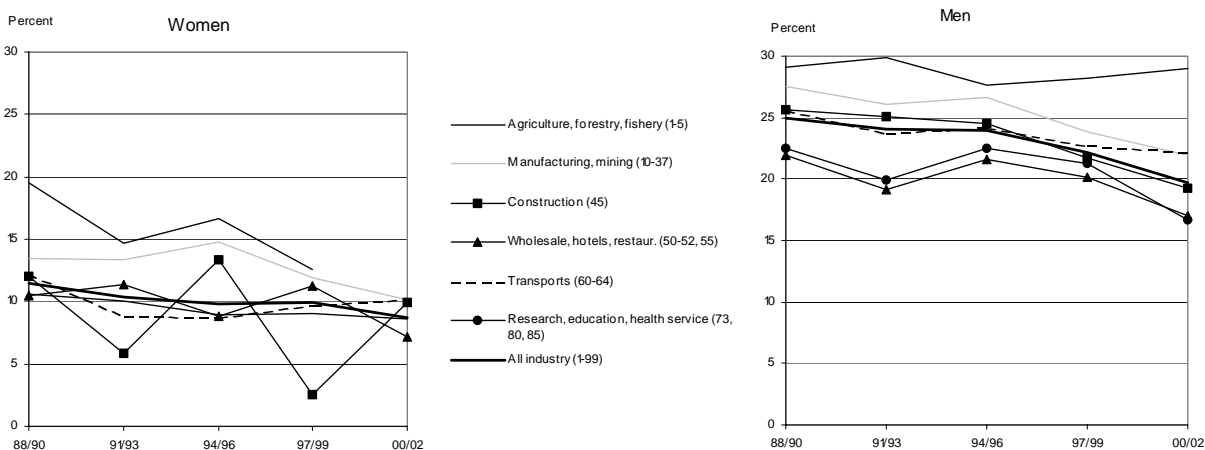 Percent
Women
30
25
20
15
10
5
0
88/90
91/93
94/96
97/99
00/02
Agriculture, forestry, fishery (1-5)
Manufacturing, mining (10-37)
Construction (45)
Wholesale, hotels, restaur. (50-52, 55)
Transports (60-64)
Research, education, health service (73,
80, 85)
All industry (1-99)
Men
Percent
30
25
20
15
10
5
0
88/90
91/93
94/96
97/99
00/02